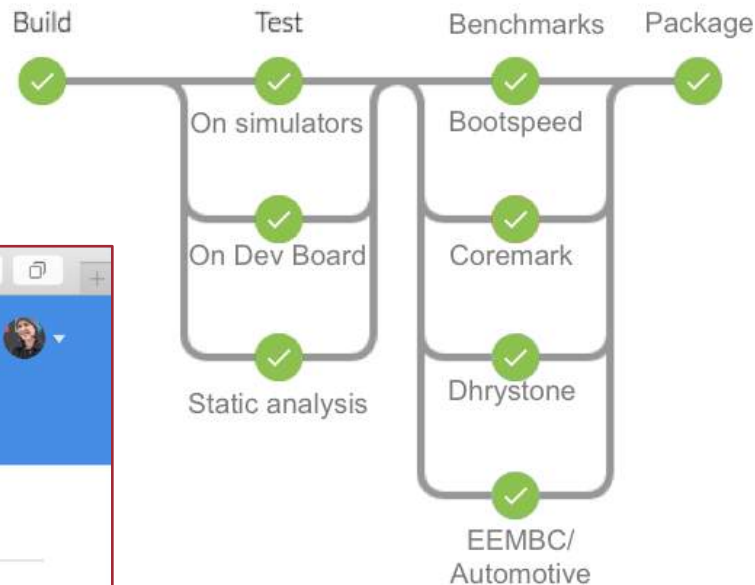 Build
Test
Benchmarks
Package
On simulators
Bootspeed
On Dev Board
Coremark
Static analysis
Dhrystone
EEMBC/
Automotive